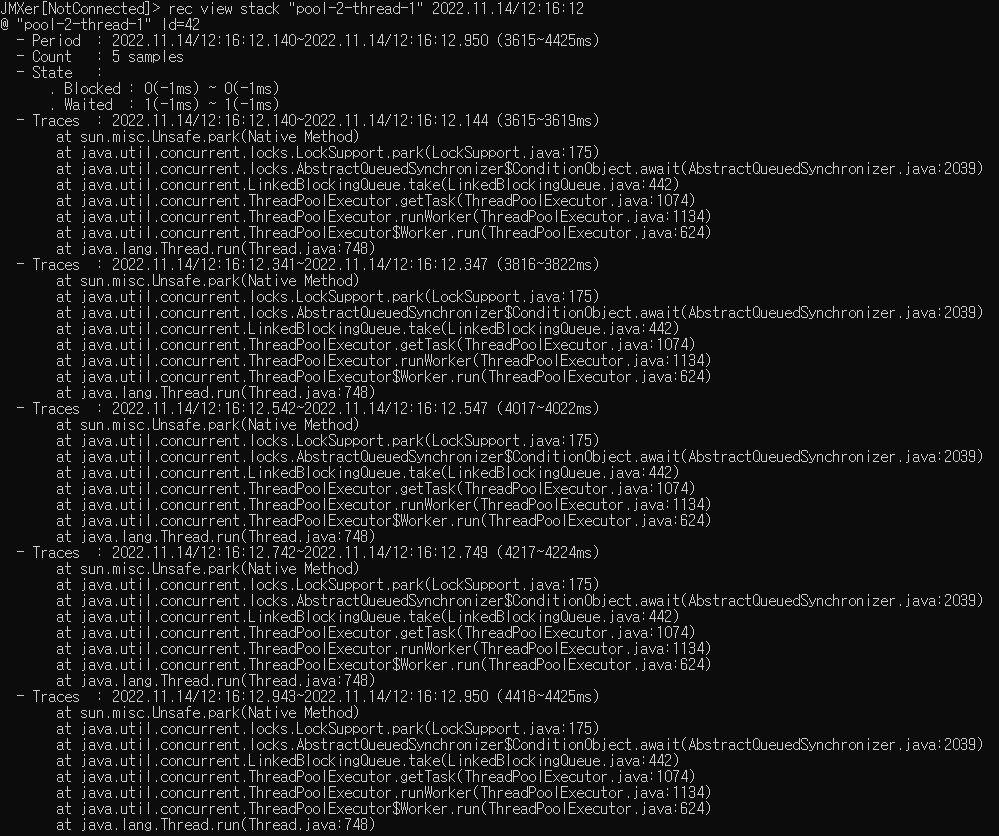 JMXer[NotConnected]> rec view stack "pool-2-thread-1" 2022.11.14/12:16:12
@ "pool-2-thread-1" Id=42
  - Period  : 2022.11.14/12:16:12.140~2022.11.14/12:16:12.950 (3615~4425ms)
  - Count   : 5 samples
  - State   :
      . Blocked : 0(-1ms) ~ 0(-1ms)
      . Waited  : 1(-1ms) ~ 1(-1ms)
  - Traces  : 2022.11.14/12:16:12.140~2022.11.14/12:16:12.144 (3615~3619ms)
       at sun.misc.Unsafe.park(Native Method)
       at java.util.concurrent.locks.LockSupport.park(LockSupport.java:175)
       at java.util.concurrent.locks.AbstractQueuedSynchronizer$ConditionObject.await(AbstractQueuedSynchronizer.java:2039)
       at java.util.concurrent.LinkedBlockingQueue.take(LinkedBlockingQueue.java:442)
       at java.util.concurrent.ThreadPoolExecutor.getTask(ThreadPoolExecutor.java:1074)
       at java.util.concurrent.ThreadPoolExecutor.runWorker(ThreadPoolExecutor.java:1134)
       at java.util.concurrent.ThreadPoolExecutor$Worker.run(ThreadPoolExecutor.java:624)
       at java.lang.Thread.run(Thread.java:748)
  - Traces  : 2022.11.14/12:16:12.341~2022.11.14/12:16:12.347 (3816~3822ms)
       at sun.misc.Unsafe.park(Native Method)
       at java.util.concurrent.locks.LockSupport.park(LockSupport.java:175)
       at java.util.concurrent.locks.AbstractQueuedSynchronizer$ConditionObject.await(AbstractQueuedSynchronizer.java:2039)
       at java.util.concurrent.LinkedBlockingQueue.take(LinkedBlockingQueue.java:442)
       at java.util.concurrent.ThreadPoolExecutor.getTask(ThreadPoolExecutor.java:1074)
       at java.util.concurrent.ThreadPoolExecutor.runWorker(ThreadPoolExecutor.java:1134)
       at java.util.concurrent.ThreadPoolExecutor$Worker.run(ThreadPoolExecutor.java:624)
       at java.lang.Thread.run(Thread.java:748)
  - Traces  : 2022.11.14/12:16:12.542~2022.11.14/12:16:12.547 (4017~4022ms)
       at sun.misc.Unsafe.park(Native Method)
       at java.util.concurrent.locks.LockSupport.park(LockSupport.java:175)
       at java.util.concurrent.locks.AbstractQueuedSynchronizer$ConditionObject.await(AbstractQueuedSynchronizer.java:2039)
       at java.util.concurrent.LinkedBlockingQueue.take(LinkedBlockingQueue.java:442)
       at java.util.concurrent.ThreadPoolExecutor.getTask(ThreadPoolExecutor.java:1074)
       at java.util.concurrent.ThreadPoolExecutor.runWorker(ThreadPoolExecutor.java:1134)
       at java.util.concurrent.ThreadPoolExecutor$Worker.run(ThreadPoolExecutor.java:624)
       at java.lang.Thread.run(Thread.java:748)
  - Traces  : 2022.11.14/12:16:12.742~2022.11.14/12:16:12.749 (4217~4224ms)
       at sun.misc.Unsafe.park(Native Method)
       at java.util.concurrent.locks.LockSupport.park(LockSupport.java:175)
       at java.util.concurrent.locks.AbstractQueuedSynchronizer$ConditionObject.await(AbstractQueuedSynchronizer.java:2039)
       at java.util.concurrent.LinkedBlockingQueue.take(LinkedBlockingQueue.java:442)
       at java.util.concurrent.ThreadPoolExecutor.getTask(ThreadPoolExecutor.java:1074)
       at java.util.concurrent.ThreadPoolExecutor.runWorker(ThreadPoolExecutor.java:1134)
       at java.util.concurrent.ThreadPoolExecutor$Worker.run(ThreadPoolExecutor.java:624)
       at java.lang.Thread.run(Thread.java:748)
  - Traces  : 2022.11.14/12:16:12.943~2022.11.14/12:16:12.950 (4418~4425ms)
       at sun.misc.Unsafe.park(Native Method)
       at java.util.concurrent.locks.LockSupport.park(LockSupport.java:175)
       at java.util.concurrent.locks.AbstractQueuedSynchronizer$ConditionObject.await(AbstractQueuedSynchronizer.java:2039)
       at java.util.concurrent.LinkedBlockingQueue.take(LinkedBlockingQueue.java:442)
       at java.util.concurrent.ThreadPoolExecutor.getTask(ThreadPoolExecutor.java:1074)
       at java.util.concurrent.ThreadPoolExecutor.runWorker(ThreadPoolExecutor.java:1134)
       at java.util.concurrent.ThreadPoolExecutor$Worker.run(ThreadPoolExecutor.java:624)
       at java.lang.Thread.run(Thread.java:748)